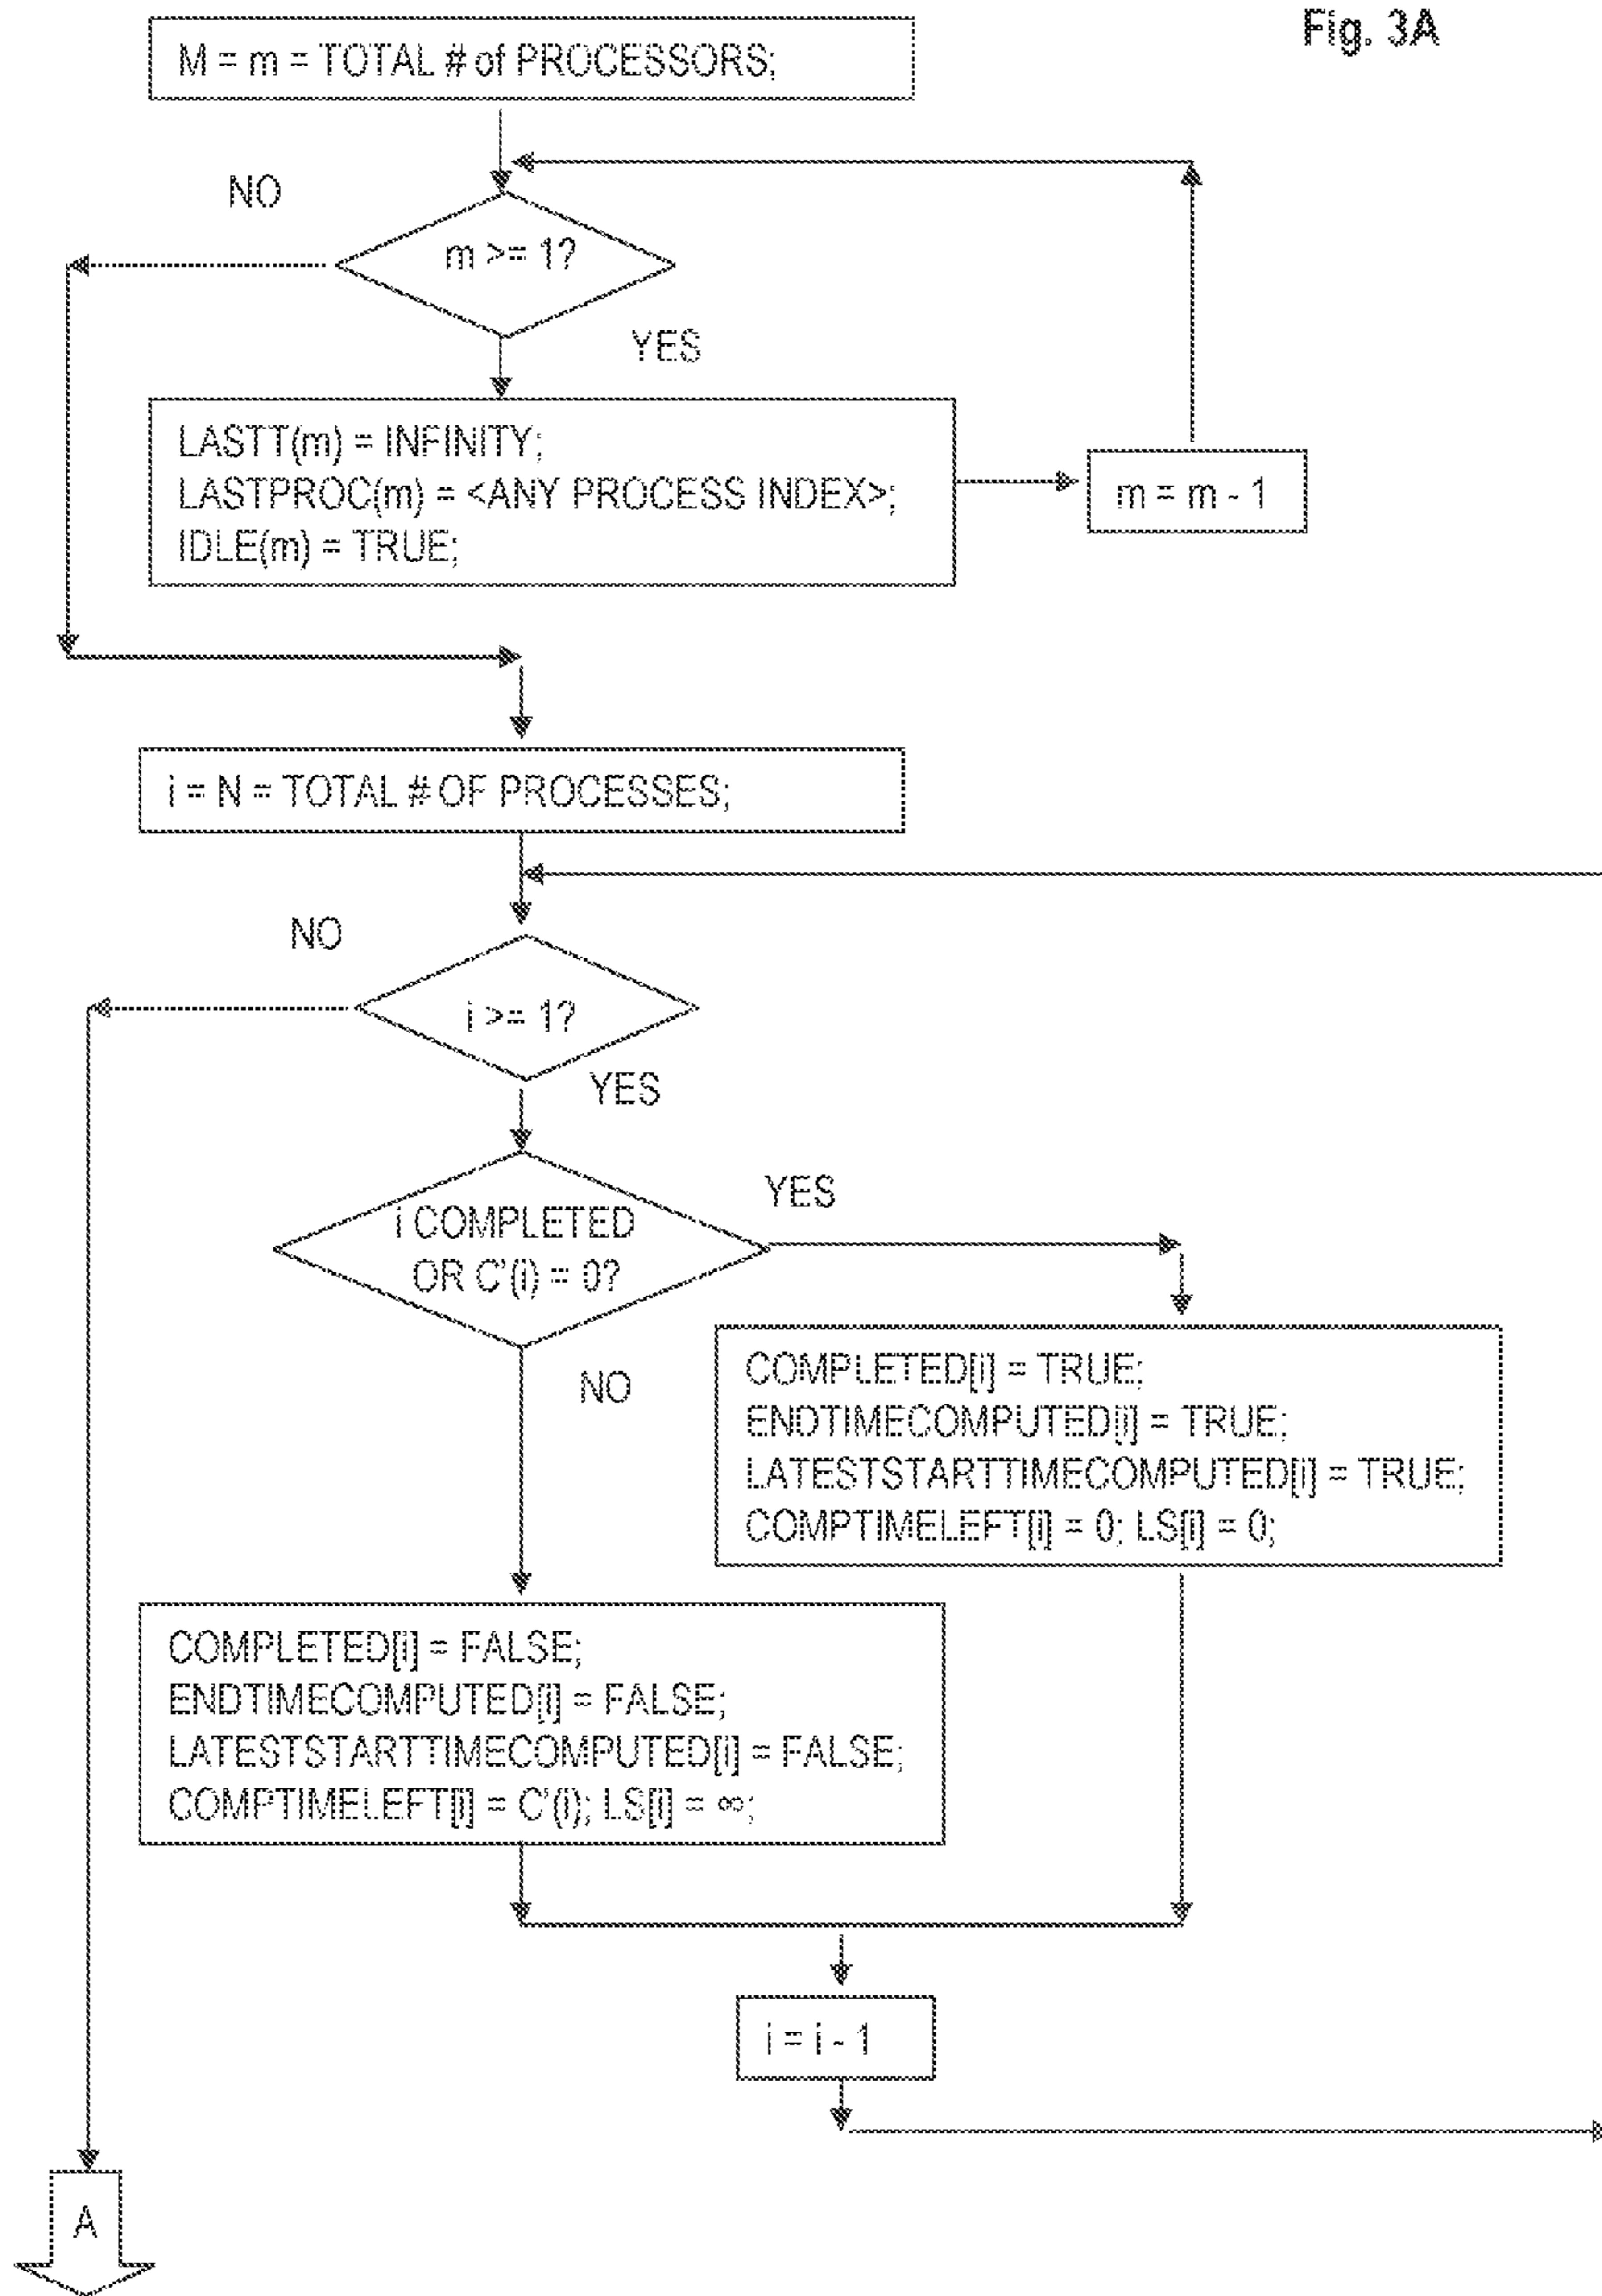 Fig. 3A
M = m = TOTAL # of PROCESSORS;
NO
m >= 1?
YES
LASTT(m) = INFINITY;
LASTPROC(m) = <ANY PROCESS INDEX>;
IDLE(m) = TRUE;
m = m - 1
i = N = TOTAL # OF PROCESSES;
NO
i >= 1?
YES
i COMPLETED
OR C'(i) = 0?
YES
NO
COMPLETED[i] = TRUE;
ENDTIMECOMPUTED[i] = TRUE;
LATESTSTARTTIMECOMPUTED[i] = TRUE;
COMPTIMELEFT[i] = 0; LS[i] = 0;
COMPLETED[i] = FALSE;
ENDTIMECOMPUTED[i] = FALSE;
LATESTSTARTTIMECOMPUTED[i] = FALSE;
COMPTIMELEFT[i] = C'(i); LS[i] = ∞;
i = i - 1
A